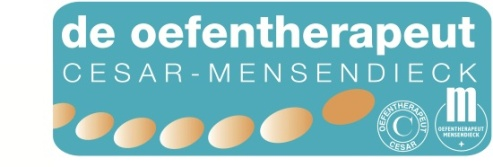 de oefentherapeut
CESAR-MENSENDIECK
OEFENTHERAPEUT
C
CESAR
m
OEFENTHERAPEUT
MENSENDIECK